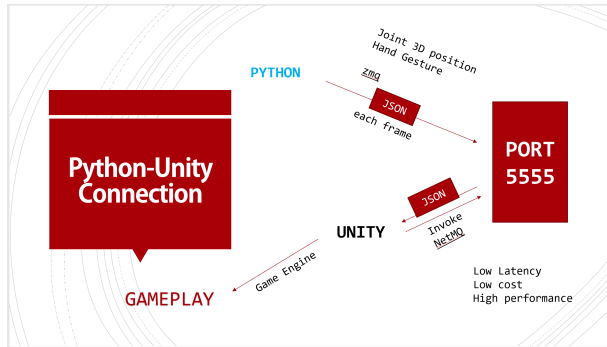 Python-Unity
Connection
PYTHON
Joint 3D position
Hand Gesture
zmq
JSON
each frame
PORT
5555
JSON
Invoke
NetMQ
UNITY
Game Engine
GAMEPLAY
Low Latency
Low cost
High performance